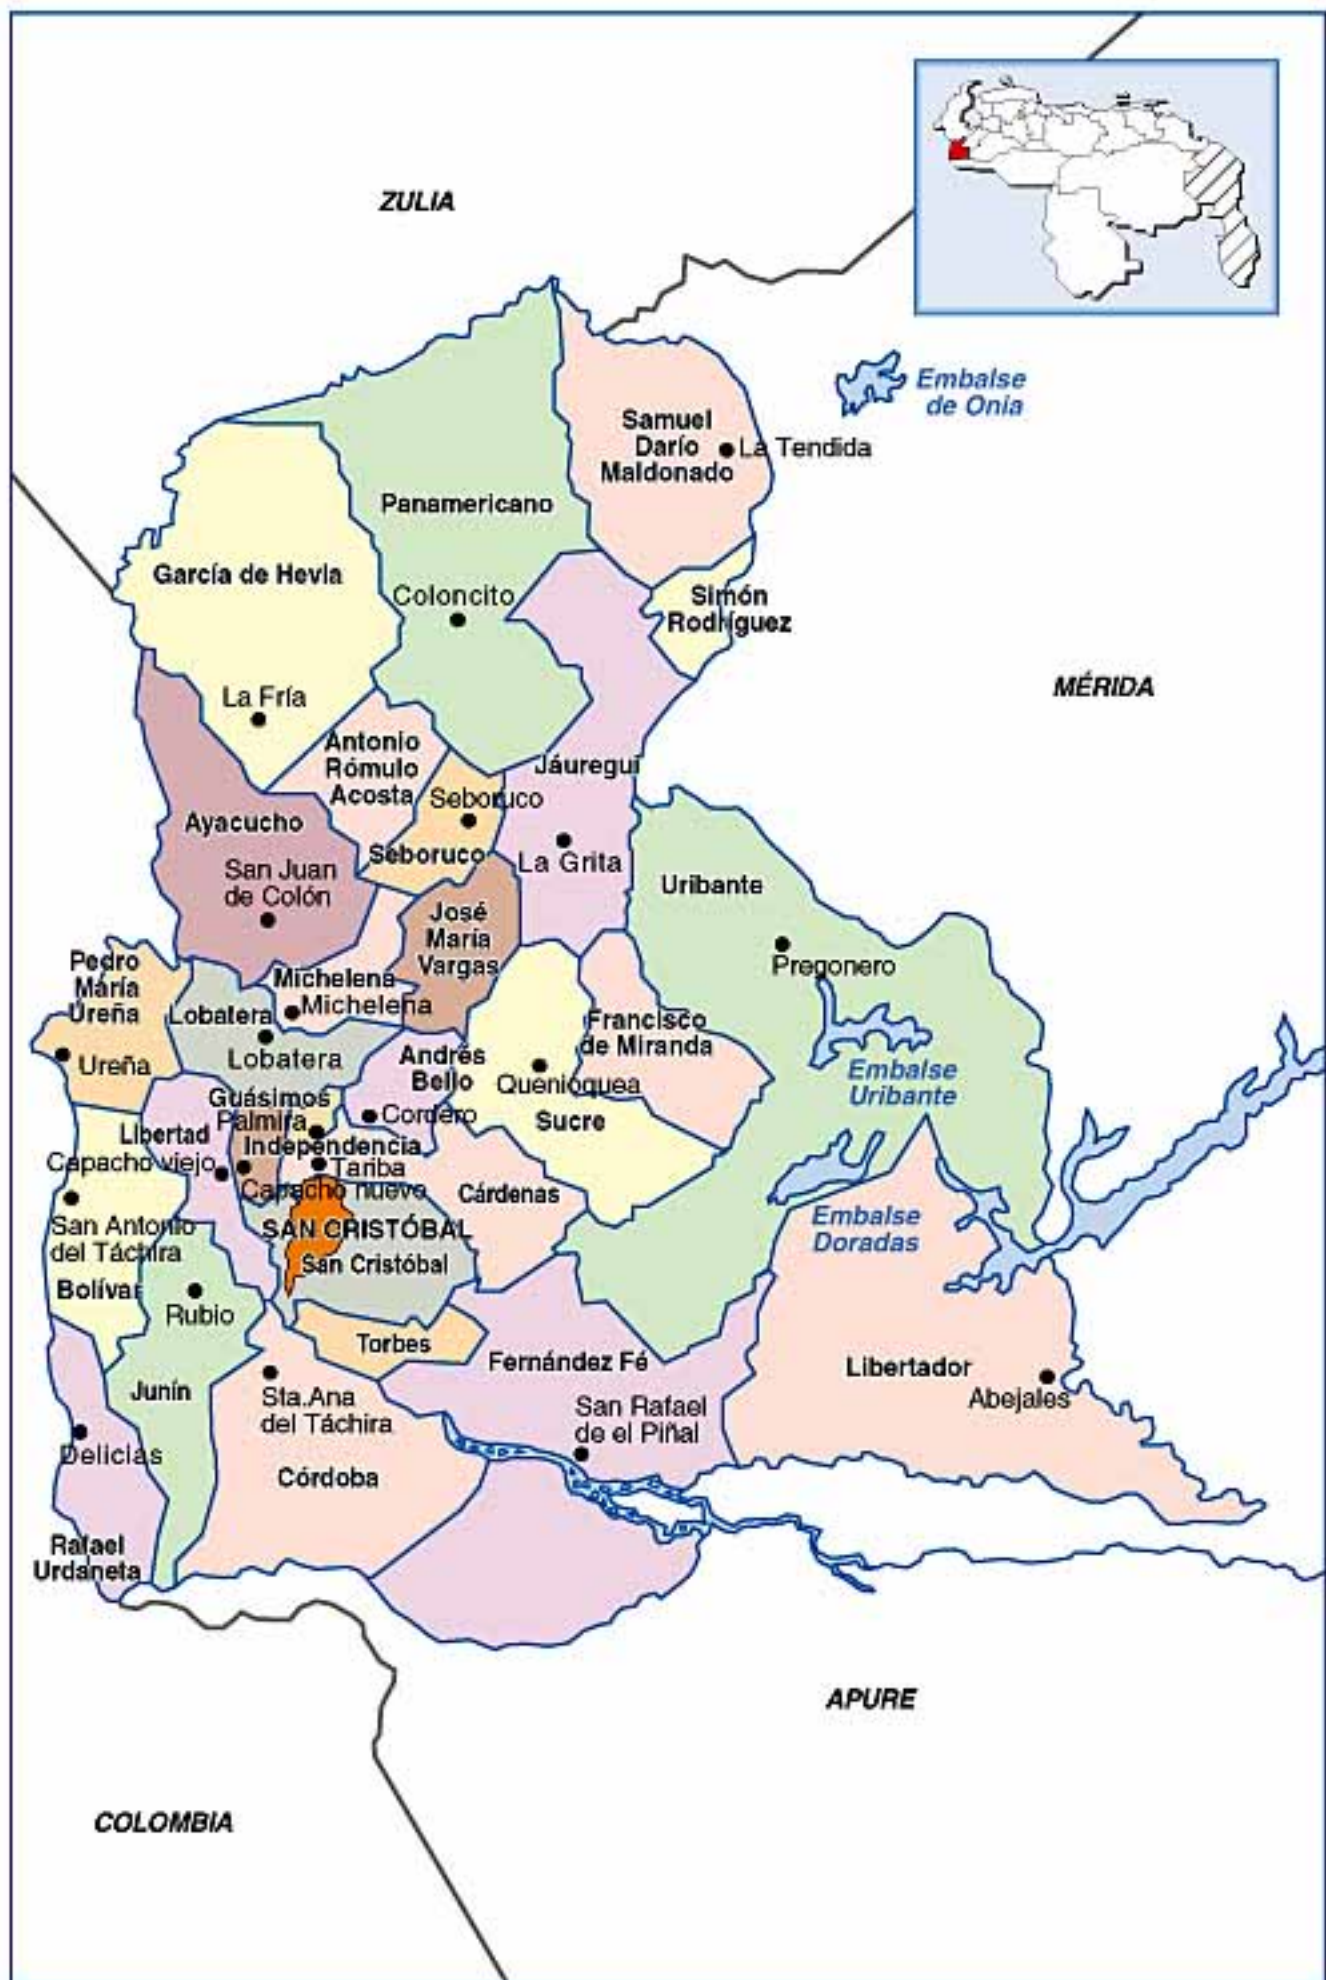 ZULIA
Embalse
de Onia
Samuel
Darío
Maldonado
La Tendida
Panamericano
García de Hevia
Coloncito
Simón
Rodríguez
MÉRIDA
La Fría
Antonio
Rómulo
Acosta
Jáuregui
Seboruco
Ayacucho
Seboruco
La Grita
San Juan
de Colón
Uribante
José
María
Vargas
Pregonero
Pedro
María
Ureña
Michelena
Michelena
Lobatera
Lobatera
Francisco
de Miranda
Ureña
Andrés
Bello
Quenioquea
Embalse
Uribante
Guásimos
Palmira
Cordero
Sucre
Libertad
Independencia
Capacho viejo
Tariba
Capacho nuevo
Cárdenas
San Antonio
del Táchira
SAN CRISTÓBAL
San Cristóbal
Embalse
Doradas
Bolívar
Rubio
Torbes
Fernández Fé
Libertador
Junín
Abejales
Sta.Ana
del Táchira
San Rafael
de el Piñal
Delicias
Córdoba
Rafael
Urdaneta
APURE
COLOMBIA